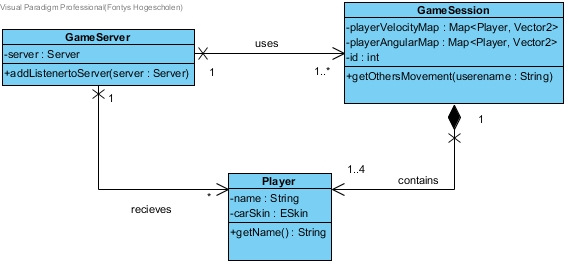 Visual Paradigm Professional(Fontys Hogescholen)
GameServer
-server : Server
+addListenertoServer(server : Server)
uses
1
1..*
GameSession
-playerVelocityMap : Map<Player, Vector2>
-playerAngularMap : Map<Player, Vector2>
-id : int
+getOthersMovement(userename : String)
1
1
1..4
contains
recieves
*
Player
-name : String
-carSkin : ESkin
+getName() : String